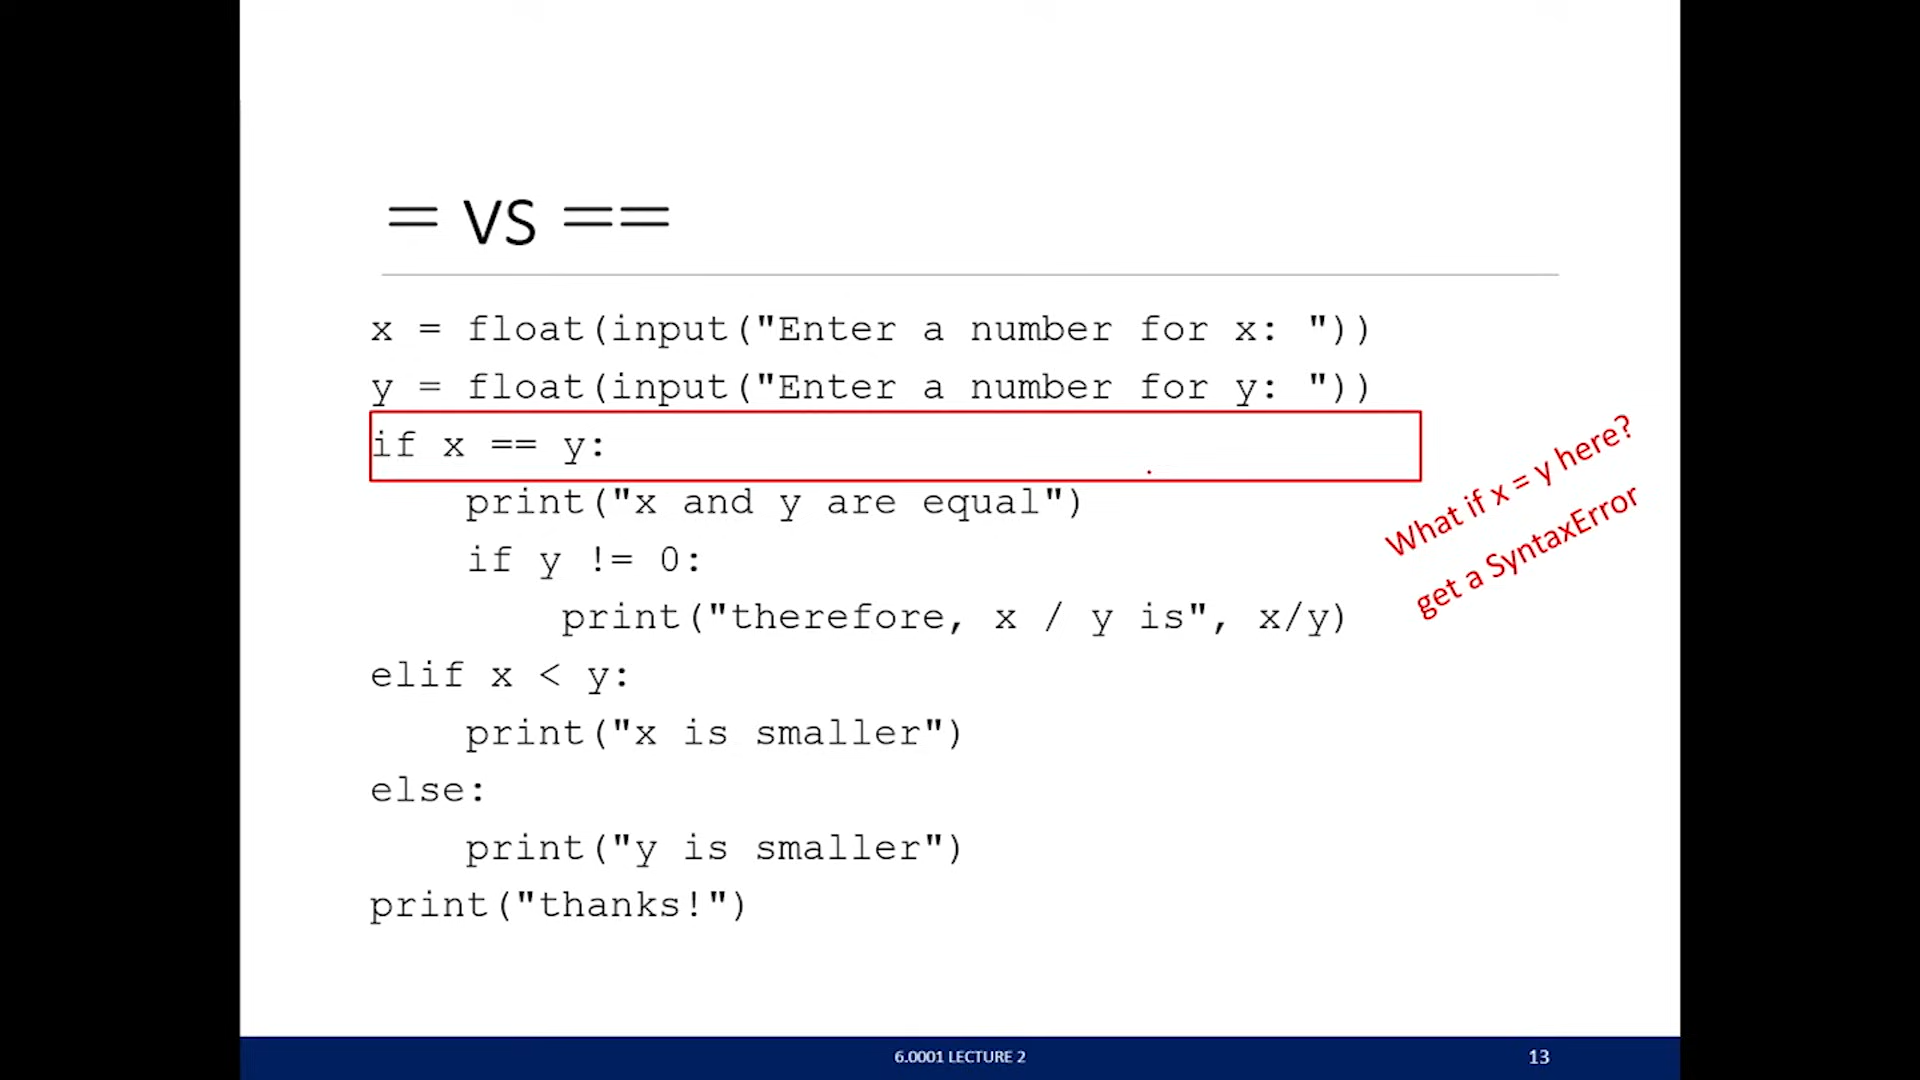 = vs ==
x = float(input("Enter a number for x: "))
y = float(input("Enter a number for y: "))
if x == y:
    print("x and y are equal")
    if y != 0:
        print("therefore, x / y is", x/y)
elif x < y:
    print("x is smaller")
else:
    print("y is smaller")
print("thanks!")
What if x = y here?
get a SyntaxError
6.0001 LECTURE 2
13